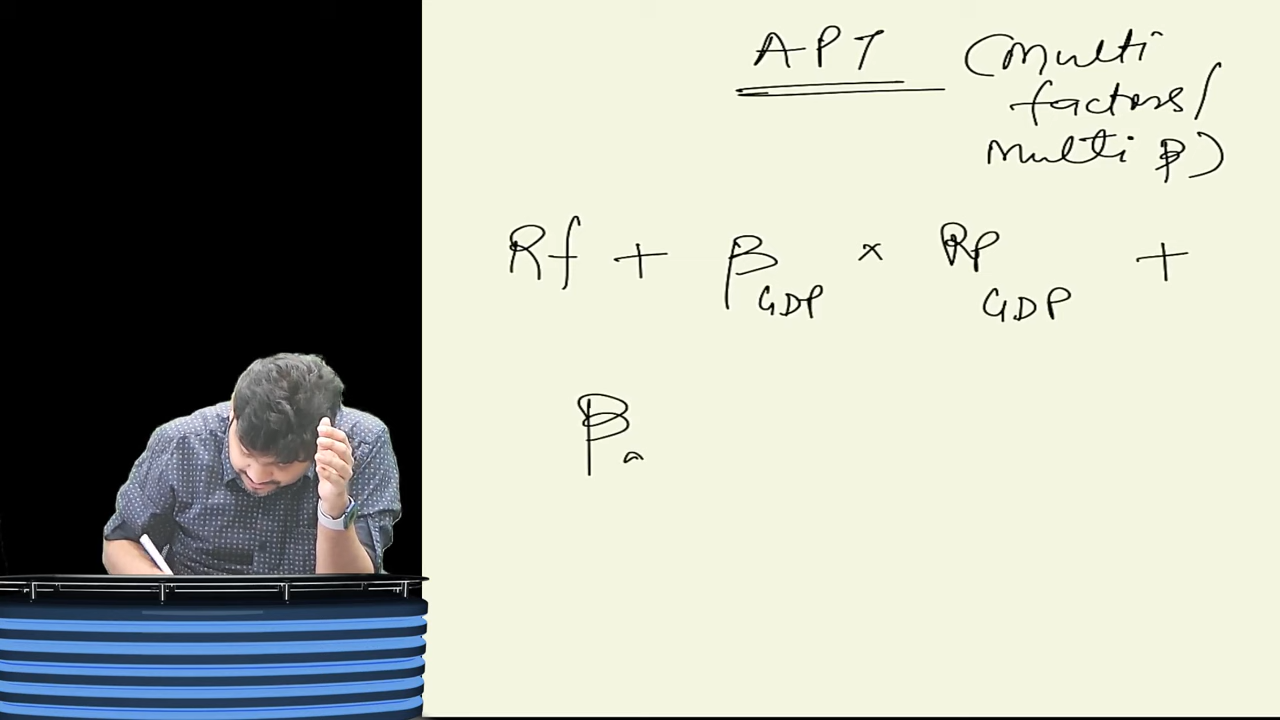 APT (Multi
factors/
Multi β)
Rf + β GDP × RP GDP +
β